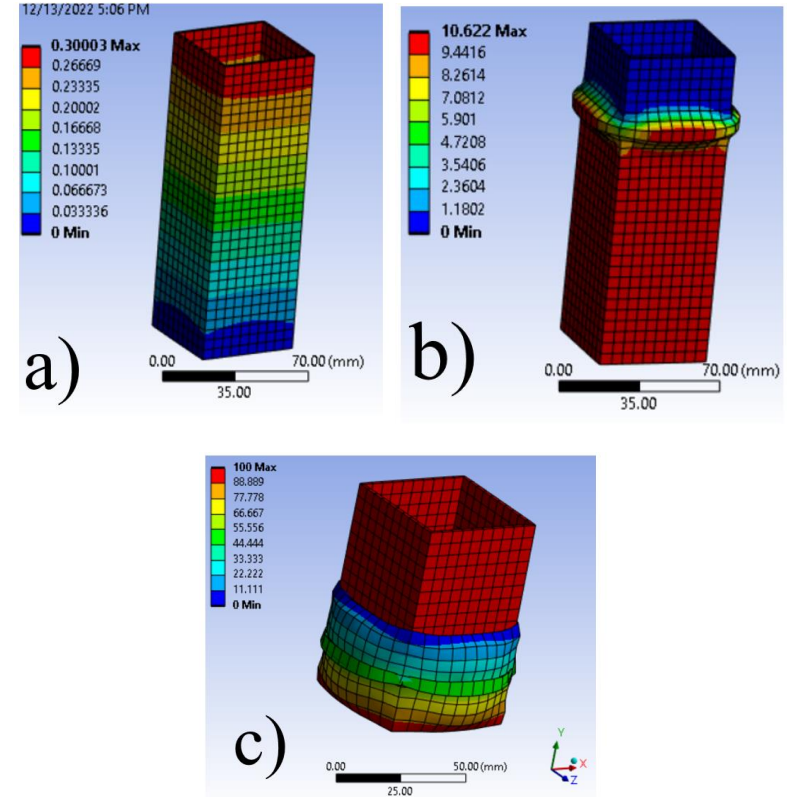 12/13/2022 5:06 PM
0.30003 Max
0.26669
0.23335
0.20002
0.16668
0.13335
0.10001
0.066673
0.033336
0 Min
0.00 70.00 (mm)
35.00
a)
10.622 Max
9.4416
8.2614
7.0812
5.901
4.7208
3.5406
2.3604
1.1802
0 Min
0.00 70.00 (mm)
35.00
b)
100 Max
88.889
77.778
66.667
55.556
44.444
33.333
22.222
11.111
0 Min
0.00 50.00 (mm)
25.00
c)
Y
X
Z